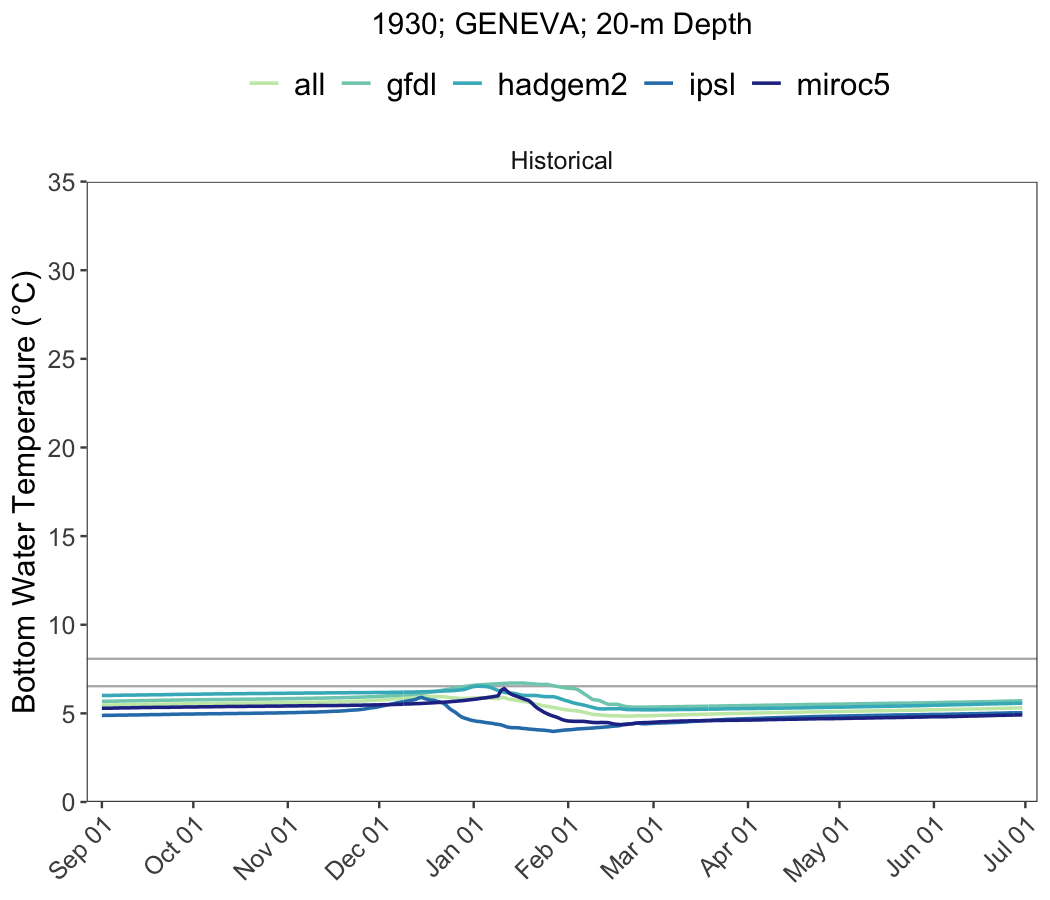 1930; GENEVA; 20-m Depth
all gfdl hadgem2 ipsl miroc5
Historical
Bottom Water Temperature (°C)
35
30
25
20
15
10
5
0
Sep 01 Oct 01 Nov 01 Dec 01 Jan 01 Feb 01 Mar 01 Apr 01 May 01 Jun 01 Jul 01